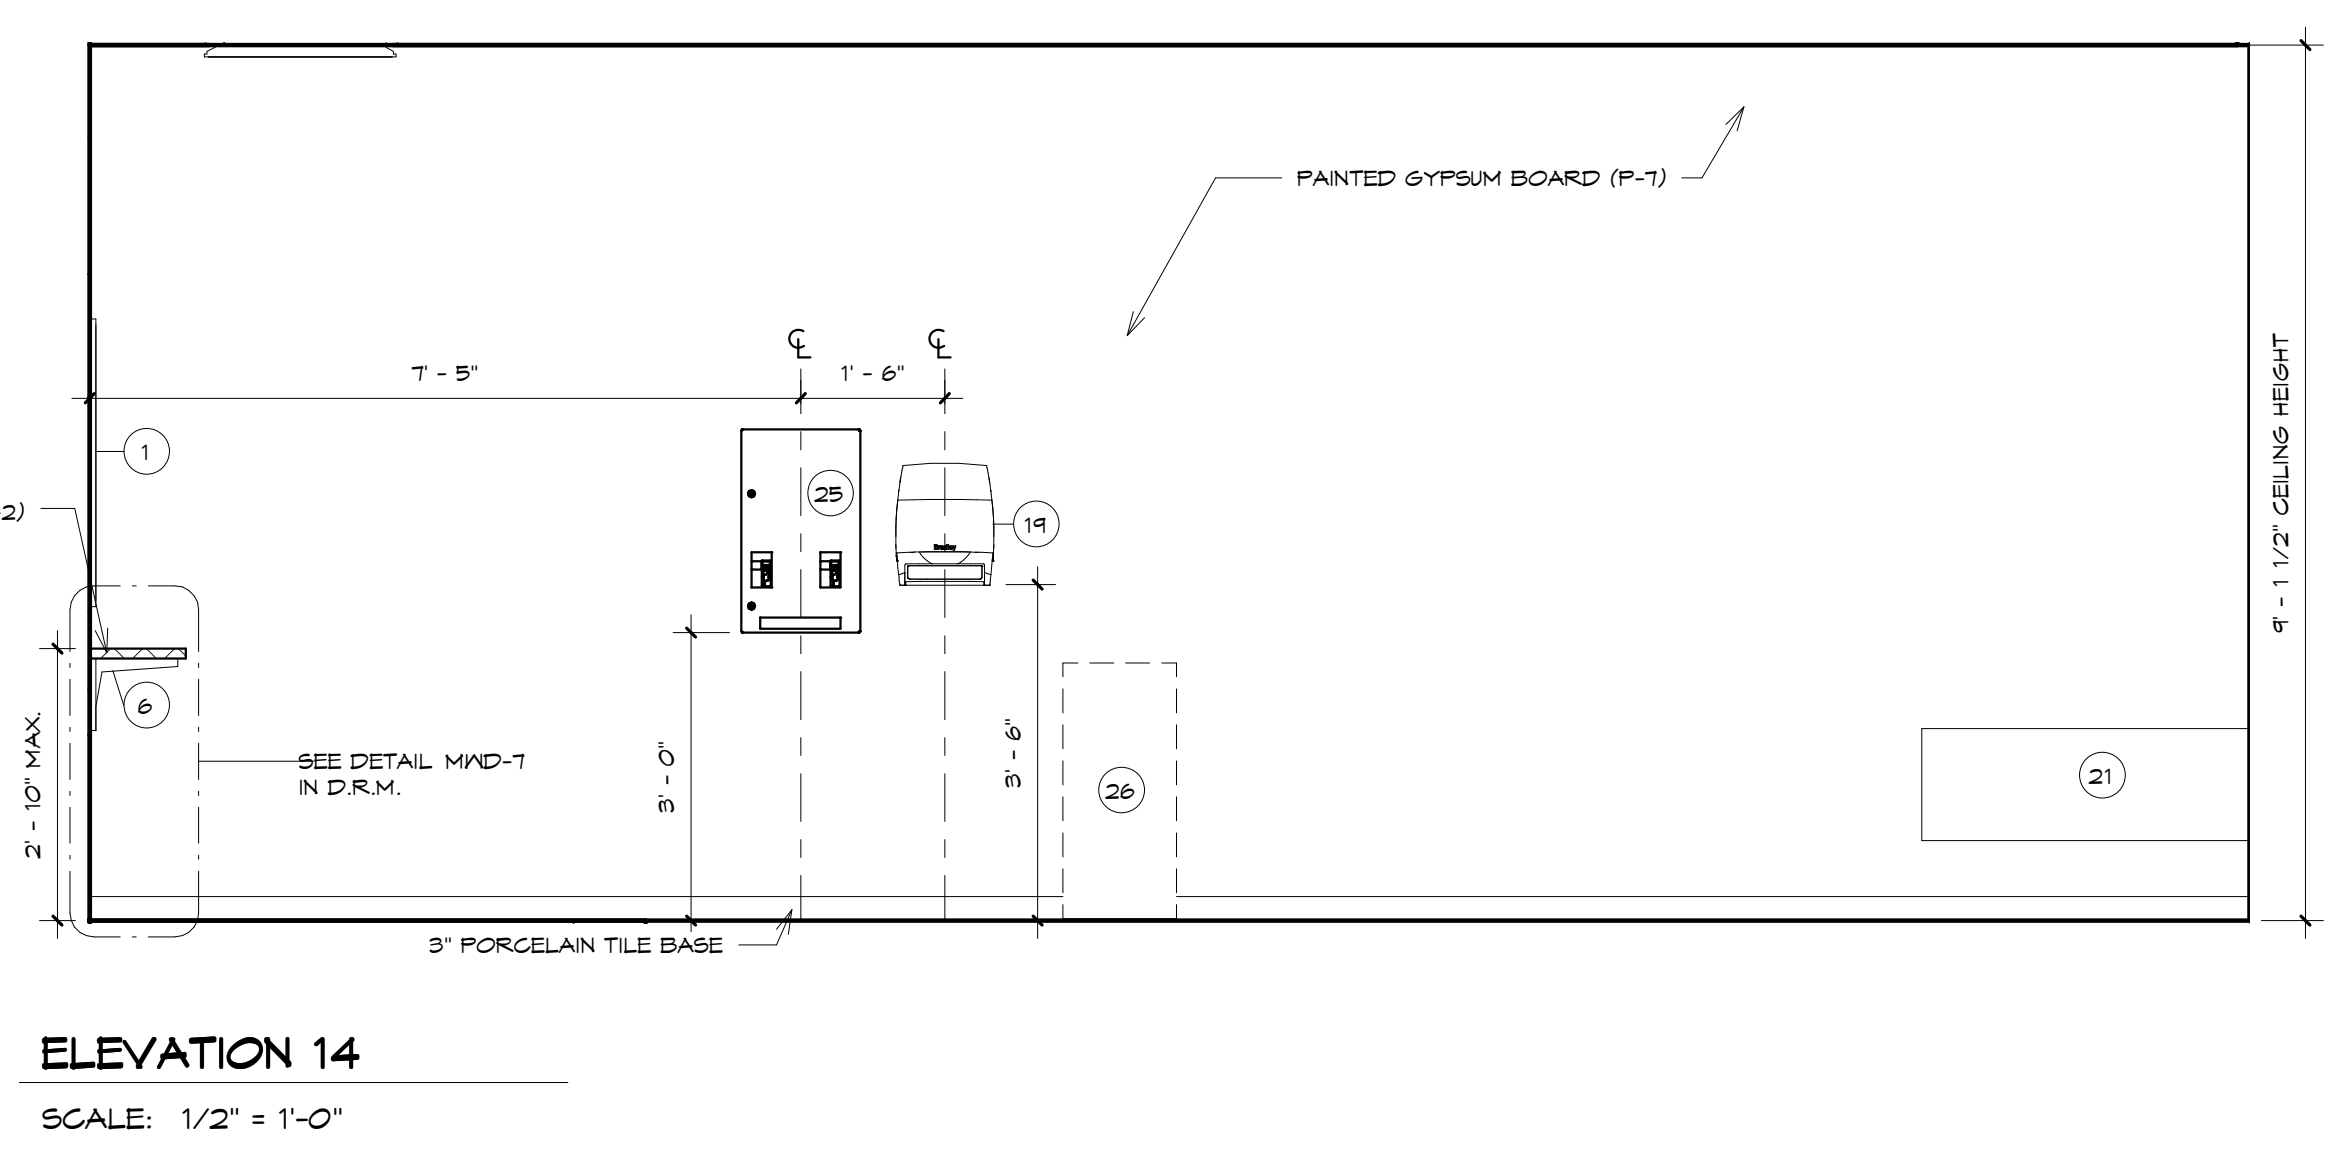 PAINTED GYPSUM BOARD (P-7)
℄
℄
7' - 5"
1' - 6"
9' - 1 1/2" CEILING HEIGHT
1
25
19
2)
Bradley
6
2' - 10" MAX.
SEE DETAIL MWD-7
IN D.R.M.
3' - 0"
3' - 6"
26
21
3" PORCELAIN TILE BASE
ELEVATION 14
SCALE: 1/2" = 1'-0"